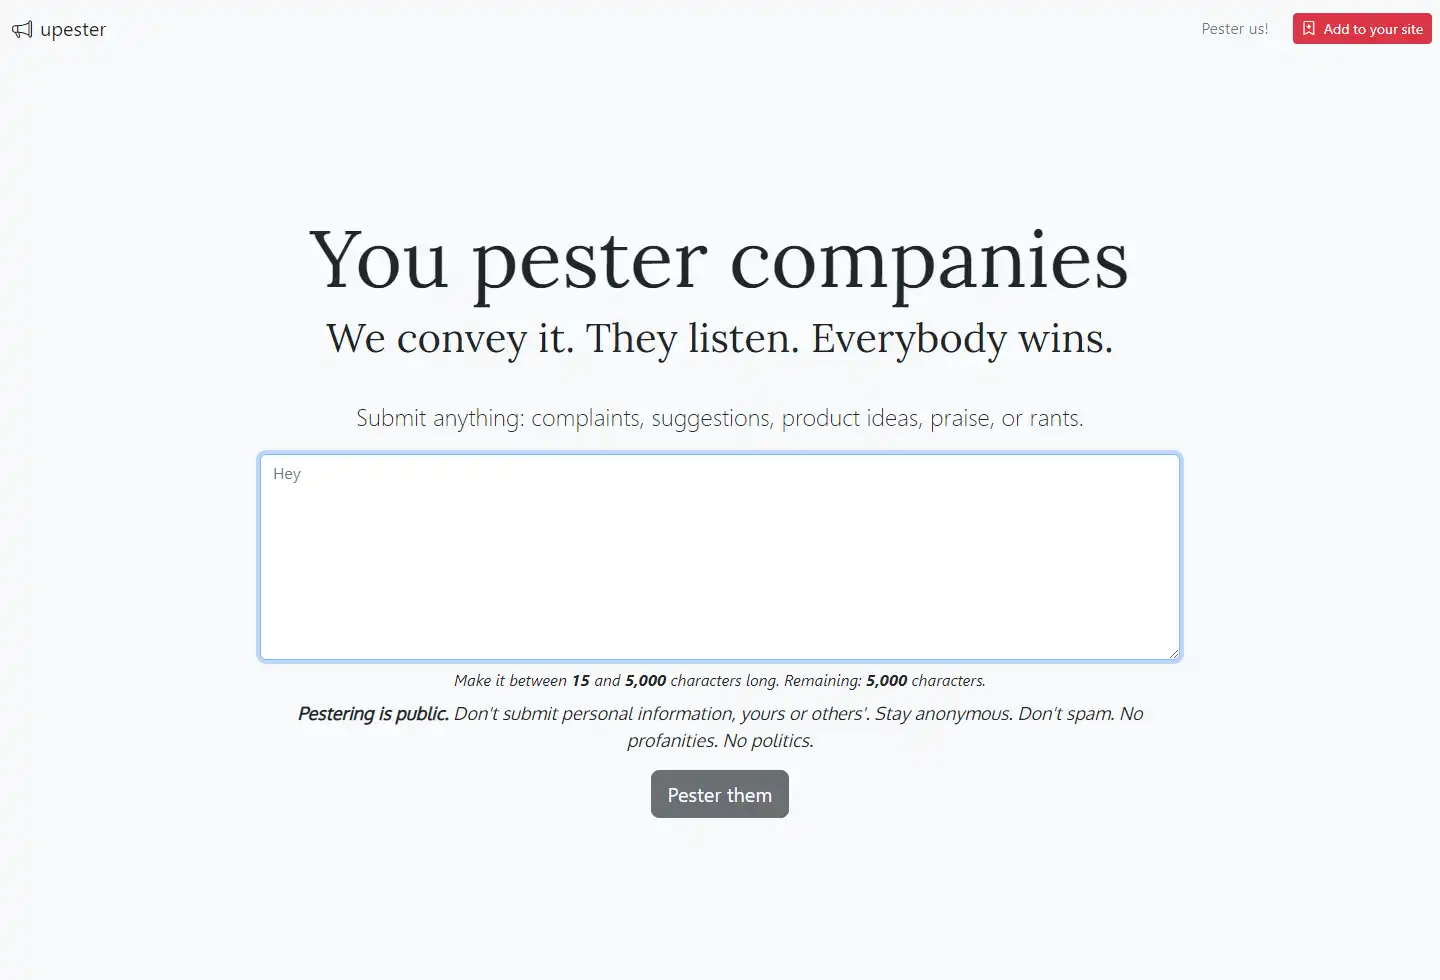 upester
Pester us!
Add to your site
You pester companies
We convey it. They listen. Everybody wins.
Submit anything: complaints, suggestions, product ideas, praise, or rants.
Hey
Make it between 15 and 5,000 characters long. Remaining: 5,000 characters.
Pestering is public. Don't submit personal information, yours or others'. Stay anonymous. Don't spam. No
profanities. No politics.
Pester them